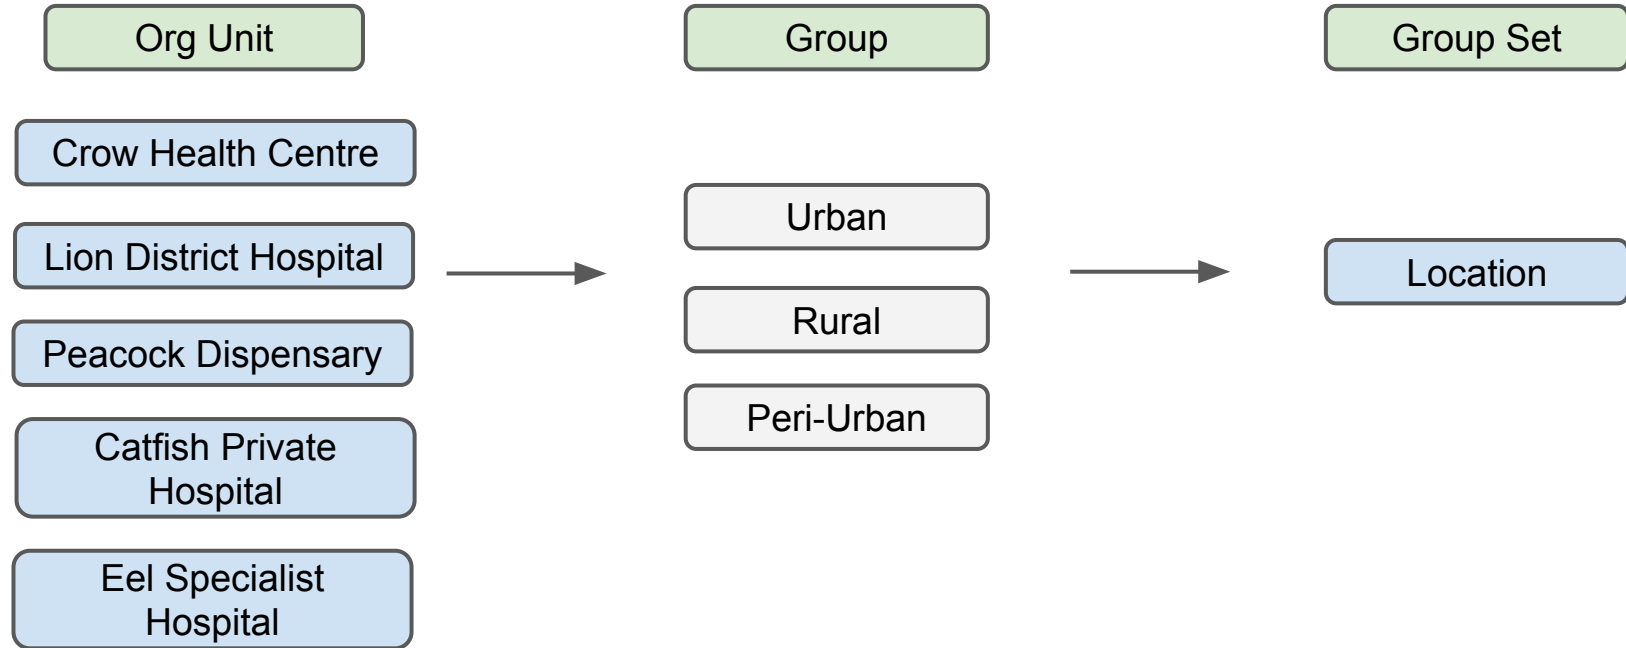 Org Unit
Group
Group Set
Crow Health Centre
Lion District Hospital
Peacock Dispensary
Catfish Private
Hospital
Eel Specialist
Hospital
Urban
Rural
Peri-Urban
Location